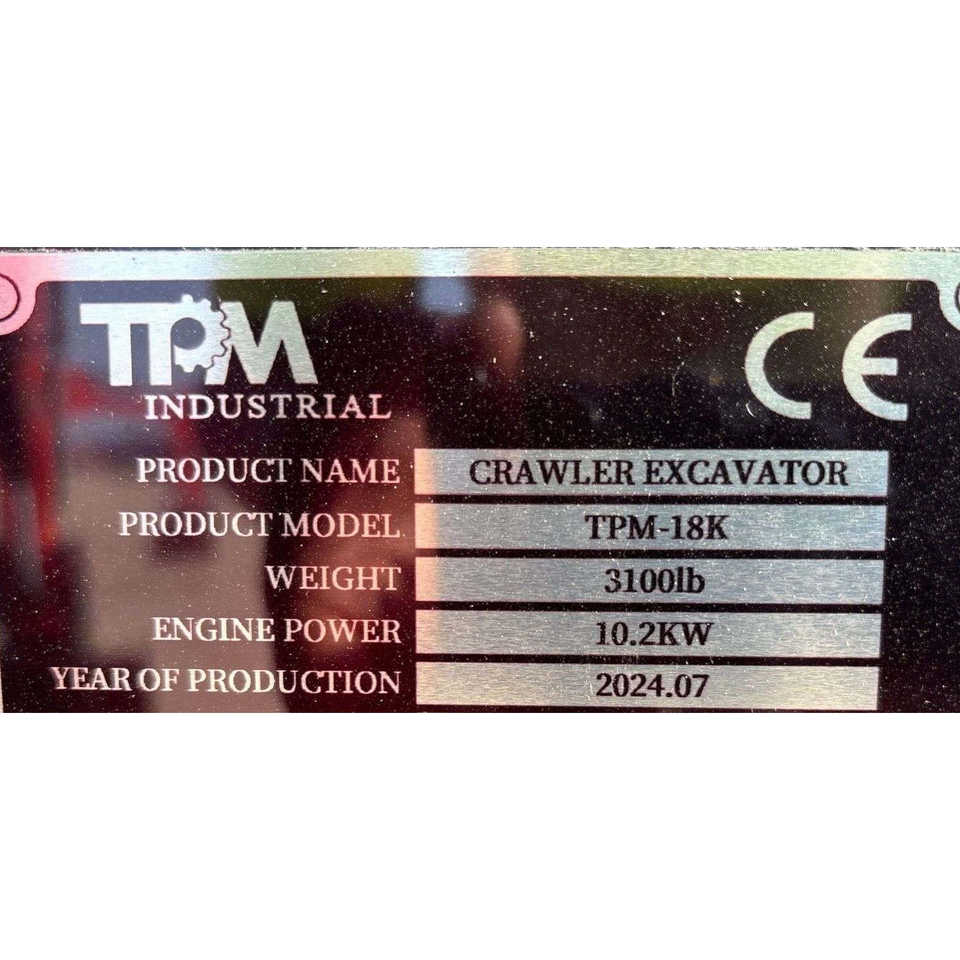 TPM
INDUSTRIAL
CE
PRODUCT NAME CRAWLER EXCAVATOR
PRODUCT MODEL TPM-18K
WEIGHT 3100lb
ENGINE POWER 10.2KW
YEAR OF PRODUCTION 2024.07